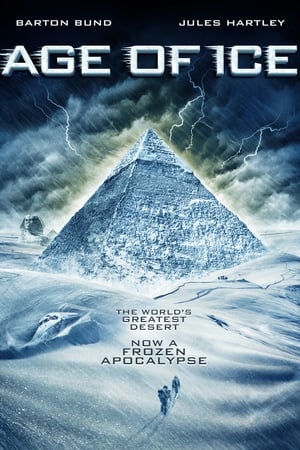 BARTON BUND JULES HARTLEY
AGE OF ICE
THE WORLD'S
GREATEST
DESERT
NOW A
FROZEN
APOCALYPSE